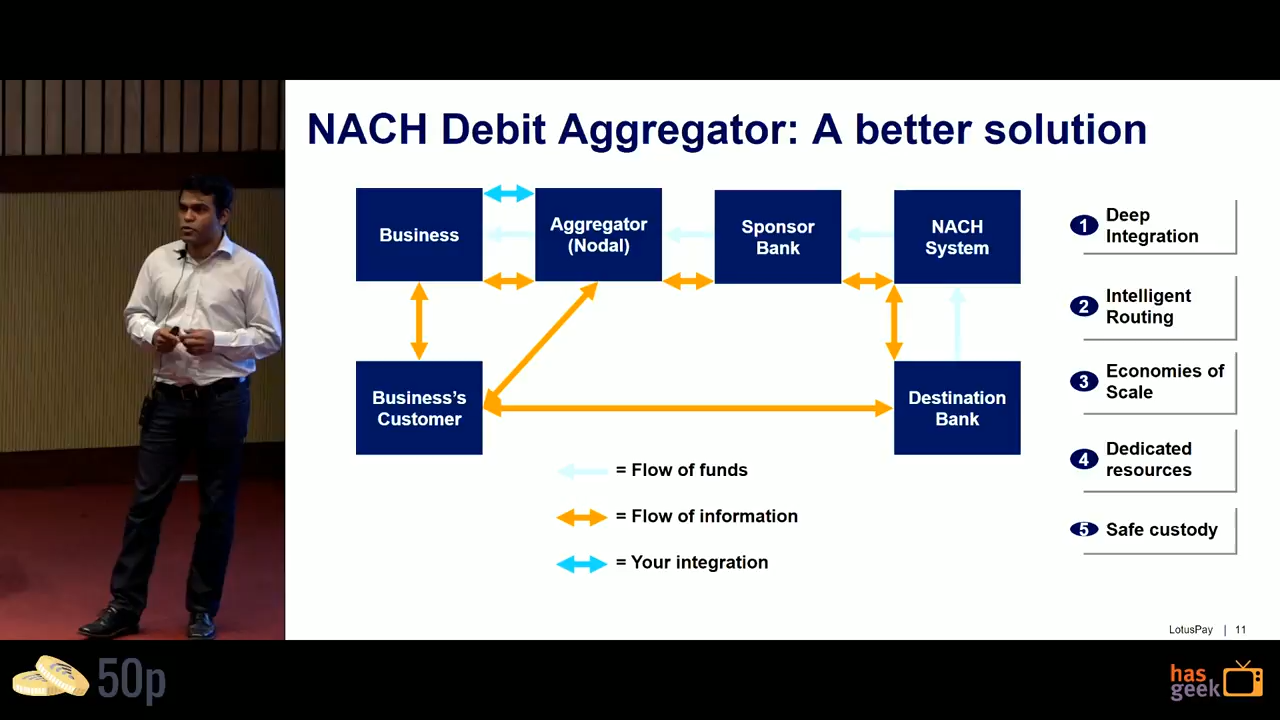 NACH Debit Aggregator: A better solution
Business
Aggregator
(Nodal)
Sponsor
Bank
NACH
System
Business's
Customer
Destination
Bank
= Flow of funds
= Flow of information
= Your integration
1
Deep
Integration
2
Intelligent
Routing
3
Economies of
Scale
4
Dedicated
resources
5
Safe custody
LotusPay | 11
50p
has
geek